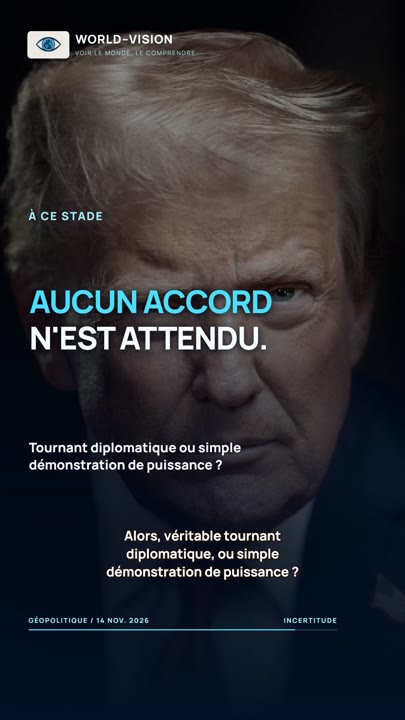 WORLD-VISION
VOIR LE MONDE. LE COMPRENDRE.
À CE STADE
AUCUN ACCORD
N'EST ATTENDU.
Tournant diplomatique ou simple
démonstration de puissance ?
Alors, véritable tournant
diplomatique, ou simple
démonstration de puissance ?
GÉOPOLITIQUE / 14 NOV. 2026
INCERTITUDE